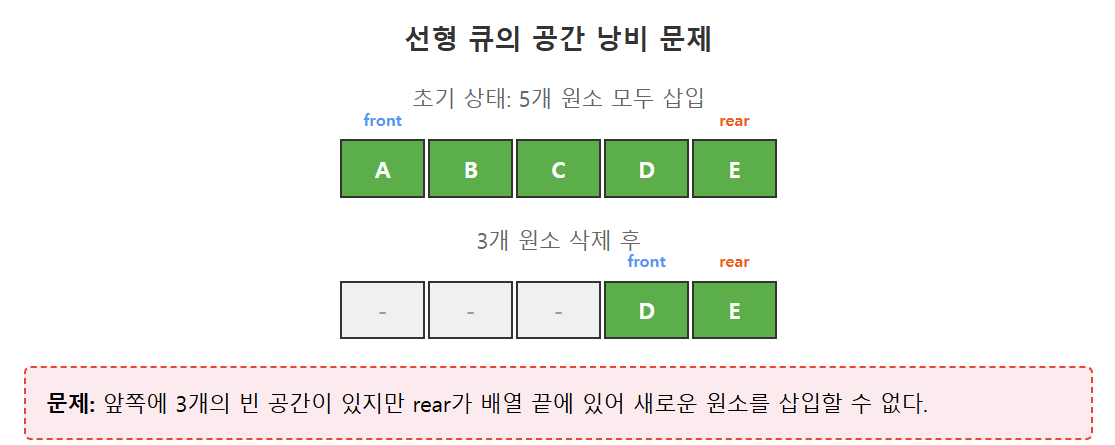 선형 큐의 공간 낭비 문제
초기 상태: 5개 원소 모두 삽입
front rear
A B C D E
3개 원소 삭제 후
front rear
- - - D E
문제: 앞쪽에 3개의 빈 공간이 있지만 rear가 배열 끝에 있어 새로운 원소를 삽입할 수 없다.